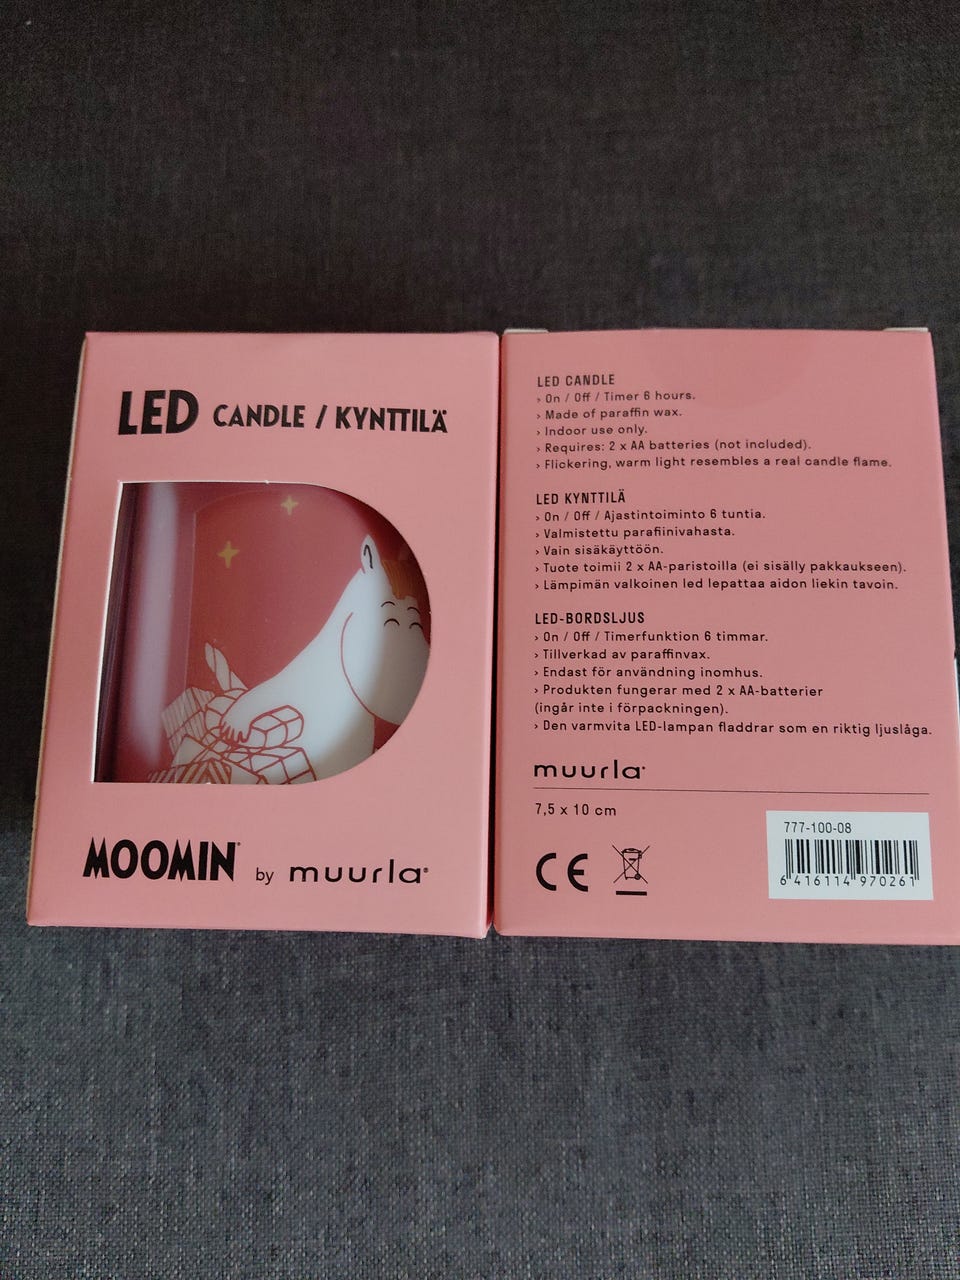 LED CANDLE / KYNTTILÄ
MOOMIN® by muurla®
LED CANDLE
› On / Off / Timer 6 hours.
› Made of paraffin wax.
› Indoor use only.
› Requires: 2 x AA batteries (not included).
› Flickering, warm light resembles a real candle flame.
LED KYNTTILÄ
› On / Off / Ajastintoiminto 6 tuntia.
› Valmistettu parafiinivahasta.
› Vain sisäkäyttöön.
› Tuote toimii 2 x AA-paristoilla (ei sisälly pakkaukseen).
› Lämpimän valkoinen led lepattaa aidon liekin tavoin.
LED-BORDSLJUS
› On / Off / Timerfunktion 6 timmar.
› Tillverkad av paraffinvax.
› Endast för användning inomhus.
› Produkten fungerar med 2 x AA-batterier
(ingår inte i förpackningen).
› Den varmvita LED-lampan fladdrar som en riktig ljuslåga.
muurla®
7,5 x 10 cm
CE
777-100-08
6 416114 970261